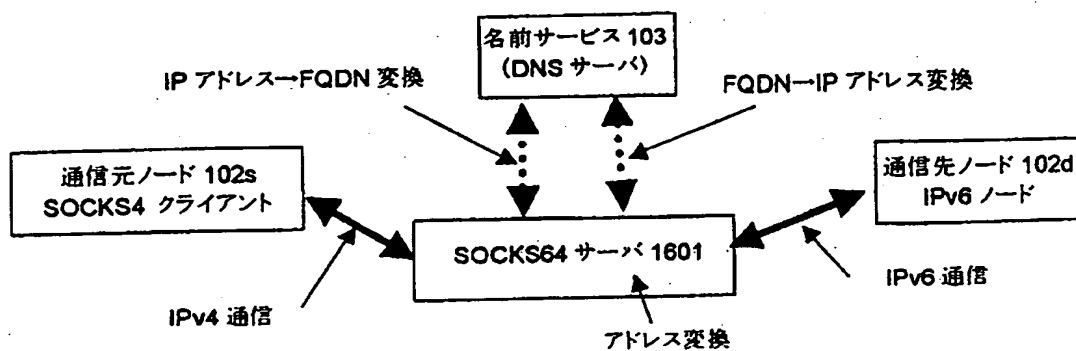 名前サービス 103
(DNS サーバ)
IP アドレス→FQDN 変換
FQDN→IP アドレス変換
通信元ノード 102s
SOCKS4 クライアント
通信先ノード 102d
IPv6 ノード
SOCKS64 サーバ 1601
IPv4 通信
IPv6 通信
アドレス変換